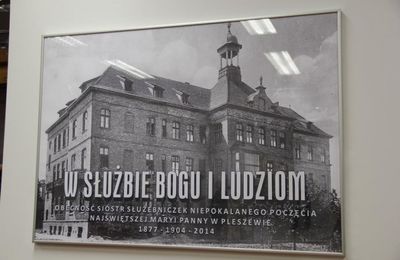 W SŁUŻBIE BOGU I LUDZIOM
OBECNOŚĆ SIÓSTR SŁUŻEBNICZEK NIEPOKALANEGO POCZĘCIA
NAJŚWIĘTSZEJ MARYI PANNY W PLESZEWIE
1877 - 1904 - 2014